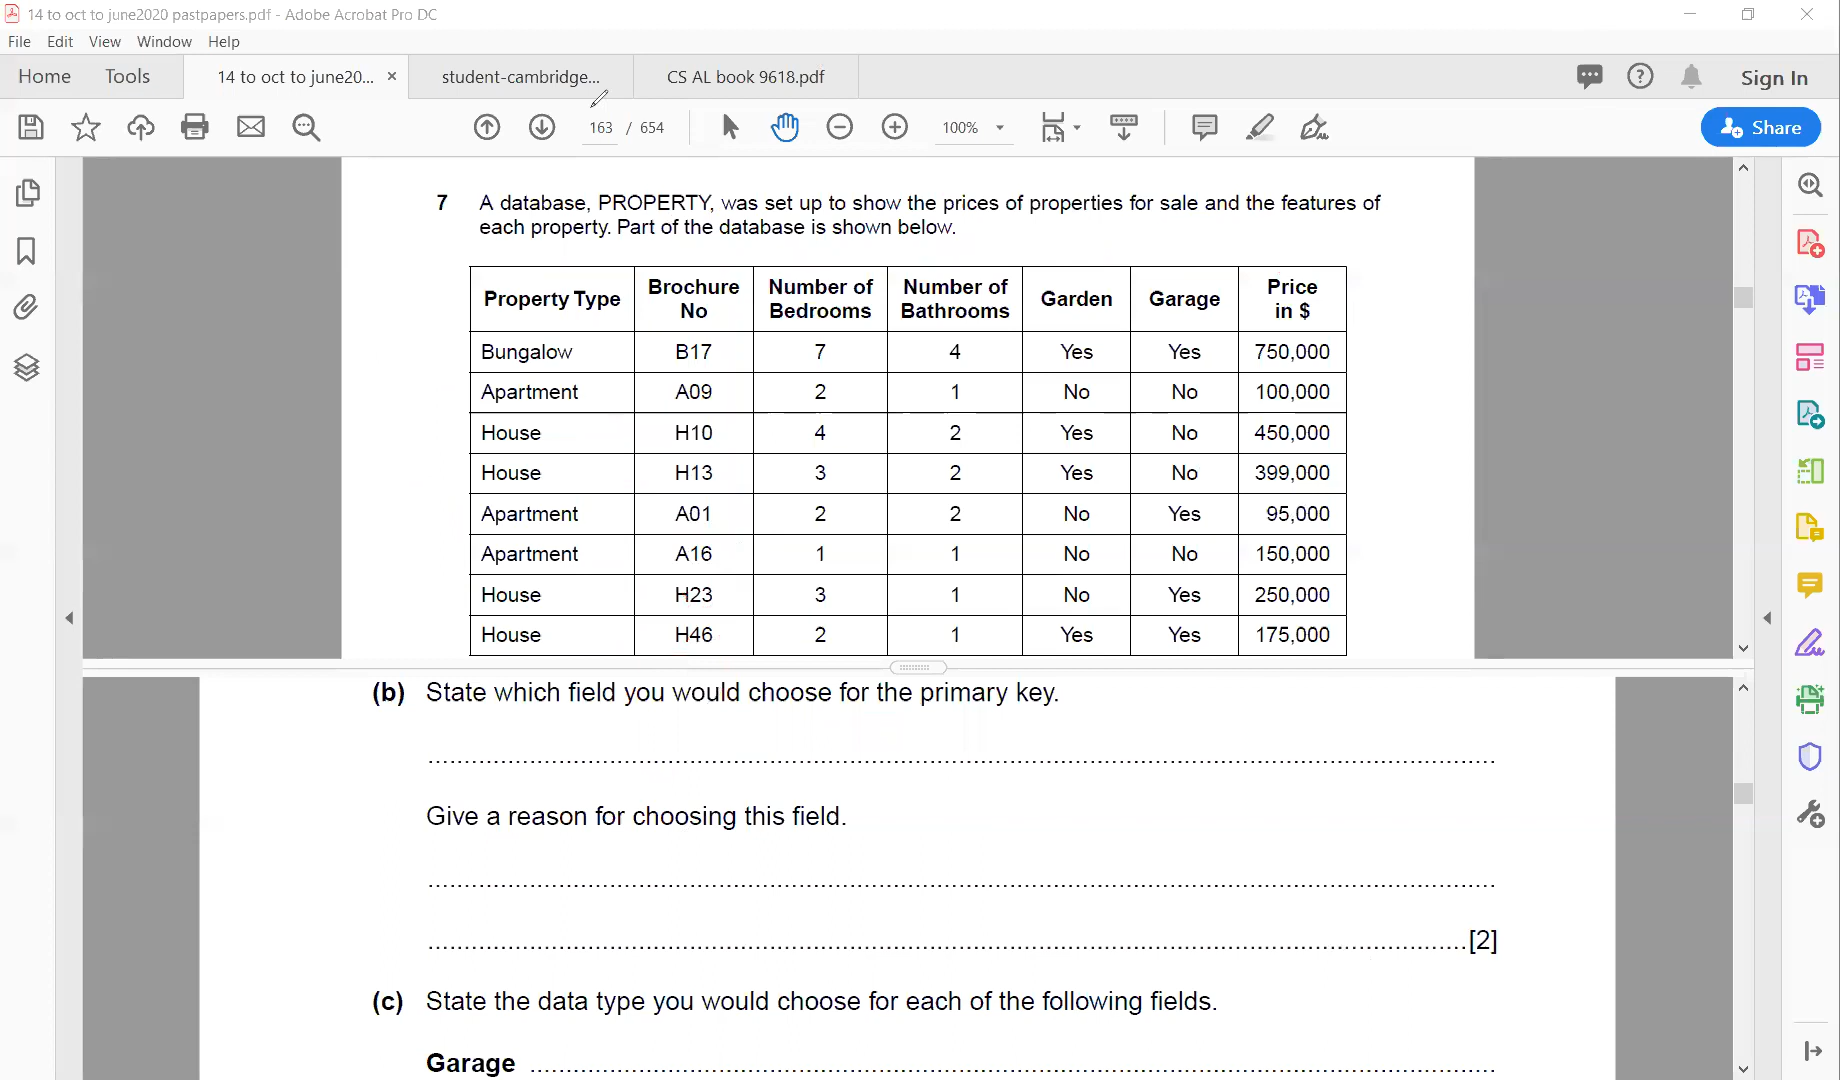 14 to oct to june2020 pastpapers.pdf - Adobe Acrobat Pro DC
File Edit View Window Help
Home Tools 14 to oct to june20... × student-cambridge... CS AL book 9618.pdf Sign In
163 / 654 100% Share
7 A database, PROPERTY, was set up to show the prices of properties for sale and the features of
each property. Part of the database is shown below.
Property Type Brochure No Number of Bedrooms Number of Bathrooms Garden Garage Price in $
Bungalow B17 7 4 Yes Yes 750,000
Apartment A09 2 1 No No 100,000
House H10 4 2 Yes No 450,000
House H13 3 2 Yes No 399,000
Apartment A01 2 2 No Yes 95,000
Apartment A16 1 1 No No 150,000
House H23 3 1 No Yes 250,000
House H46 2 1 Yes Yes 175,000
(b) State which field you would choose for the primary key.
Give a reason for choosing this field.
[2]
(c) State the data type you would choose for each of the following fields.
Garage